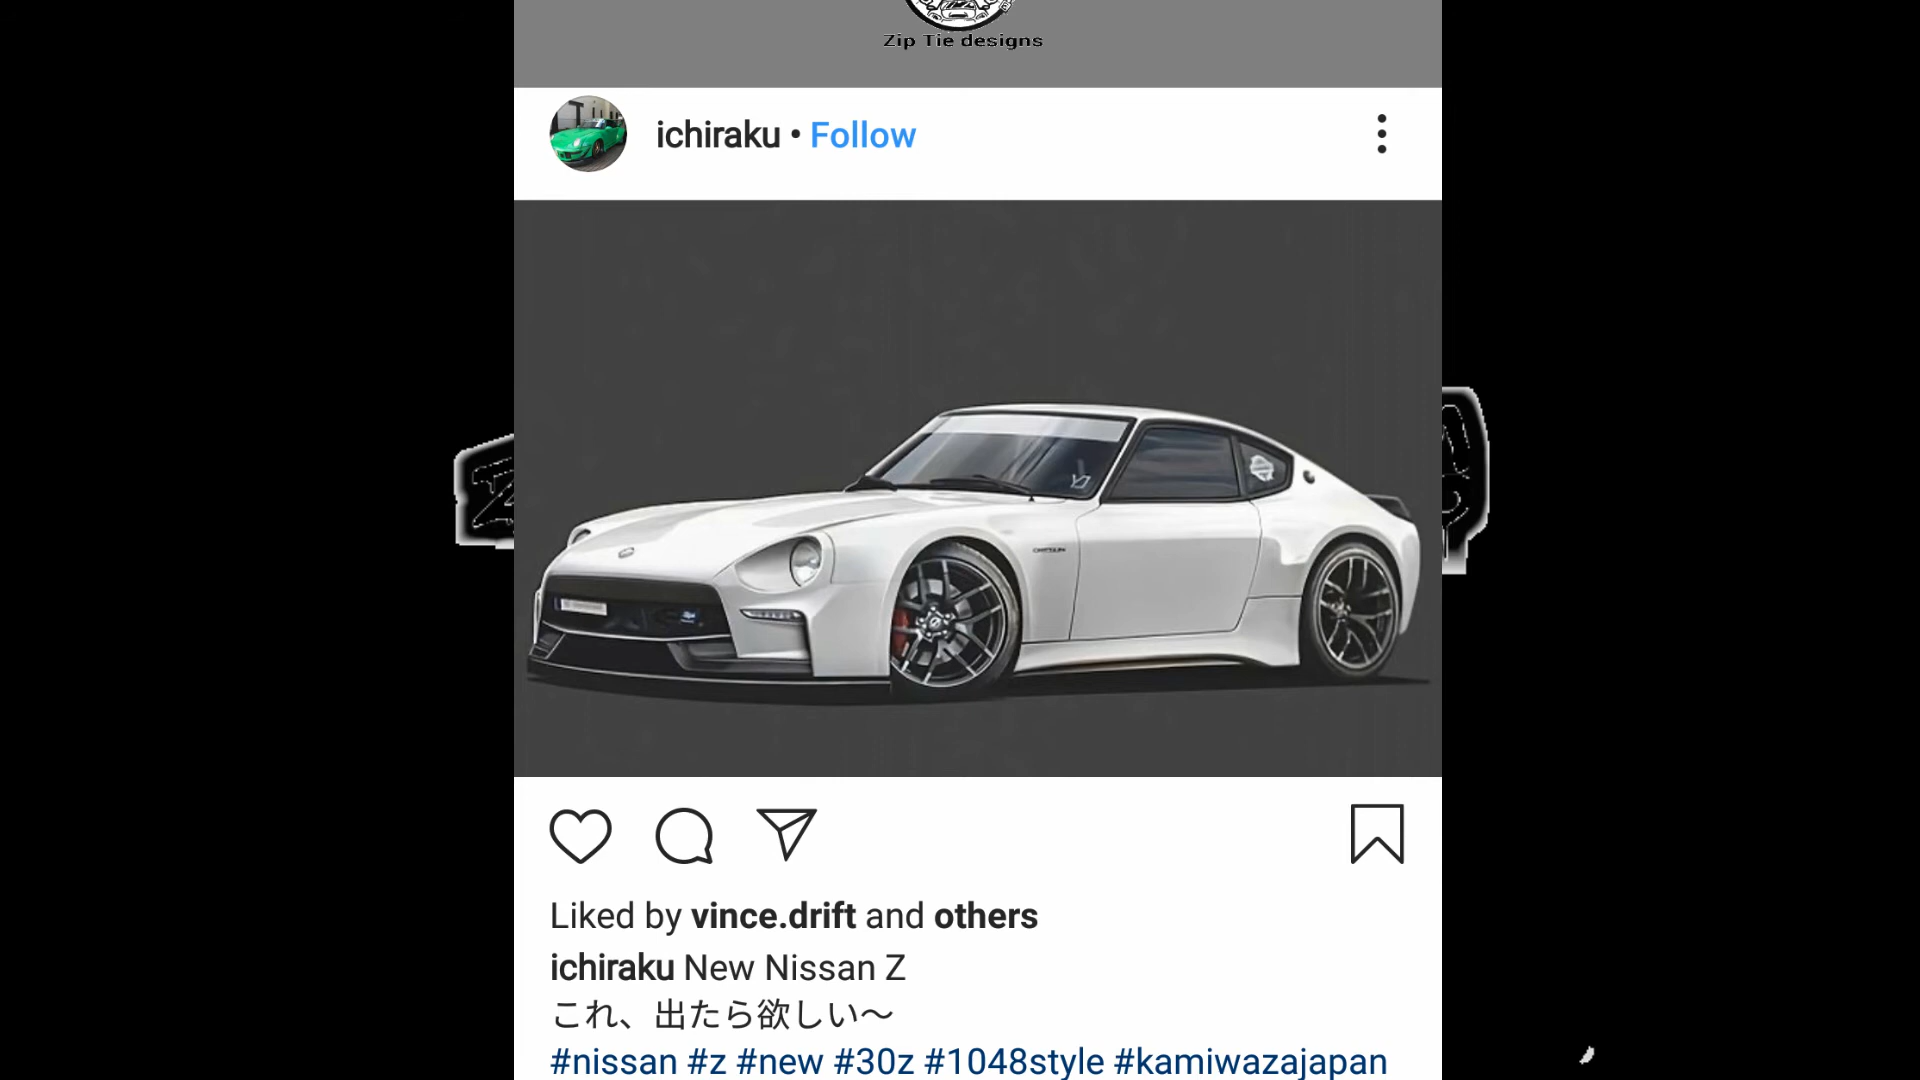 Zip Tie designs
ichiraku • Follow
DATSUN
Liked by vince.drift and others
ichiraku New Nissan Z
これ、出たら欲しい〜
#nissan #z #new #30z #1048style #kamiwazajapan